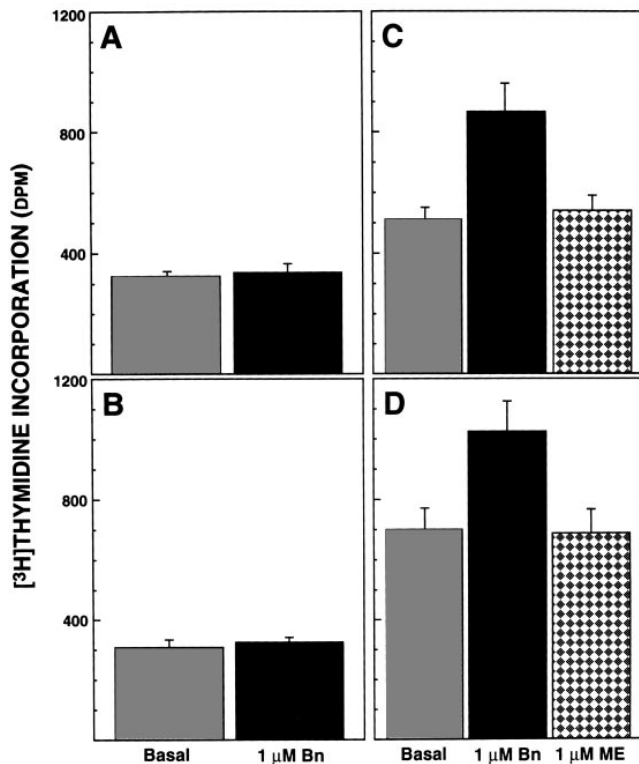 [³H]THYMIDINE INCORPORATION (DPM)
1200
800
400
A
C
1200
800
400
B
D
Basal 1 μM Bn Basal 1 μM Bn 1 μM ME